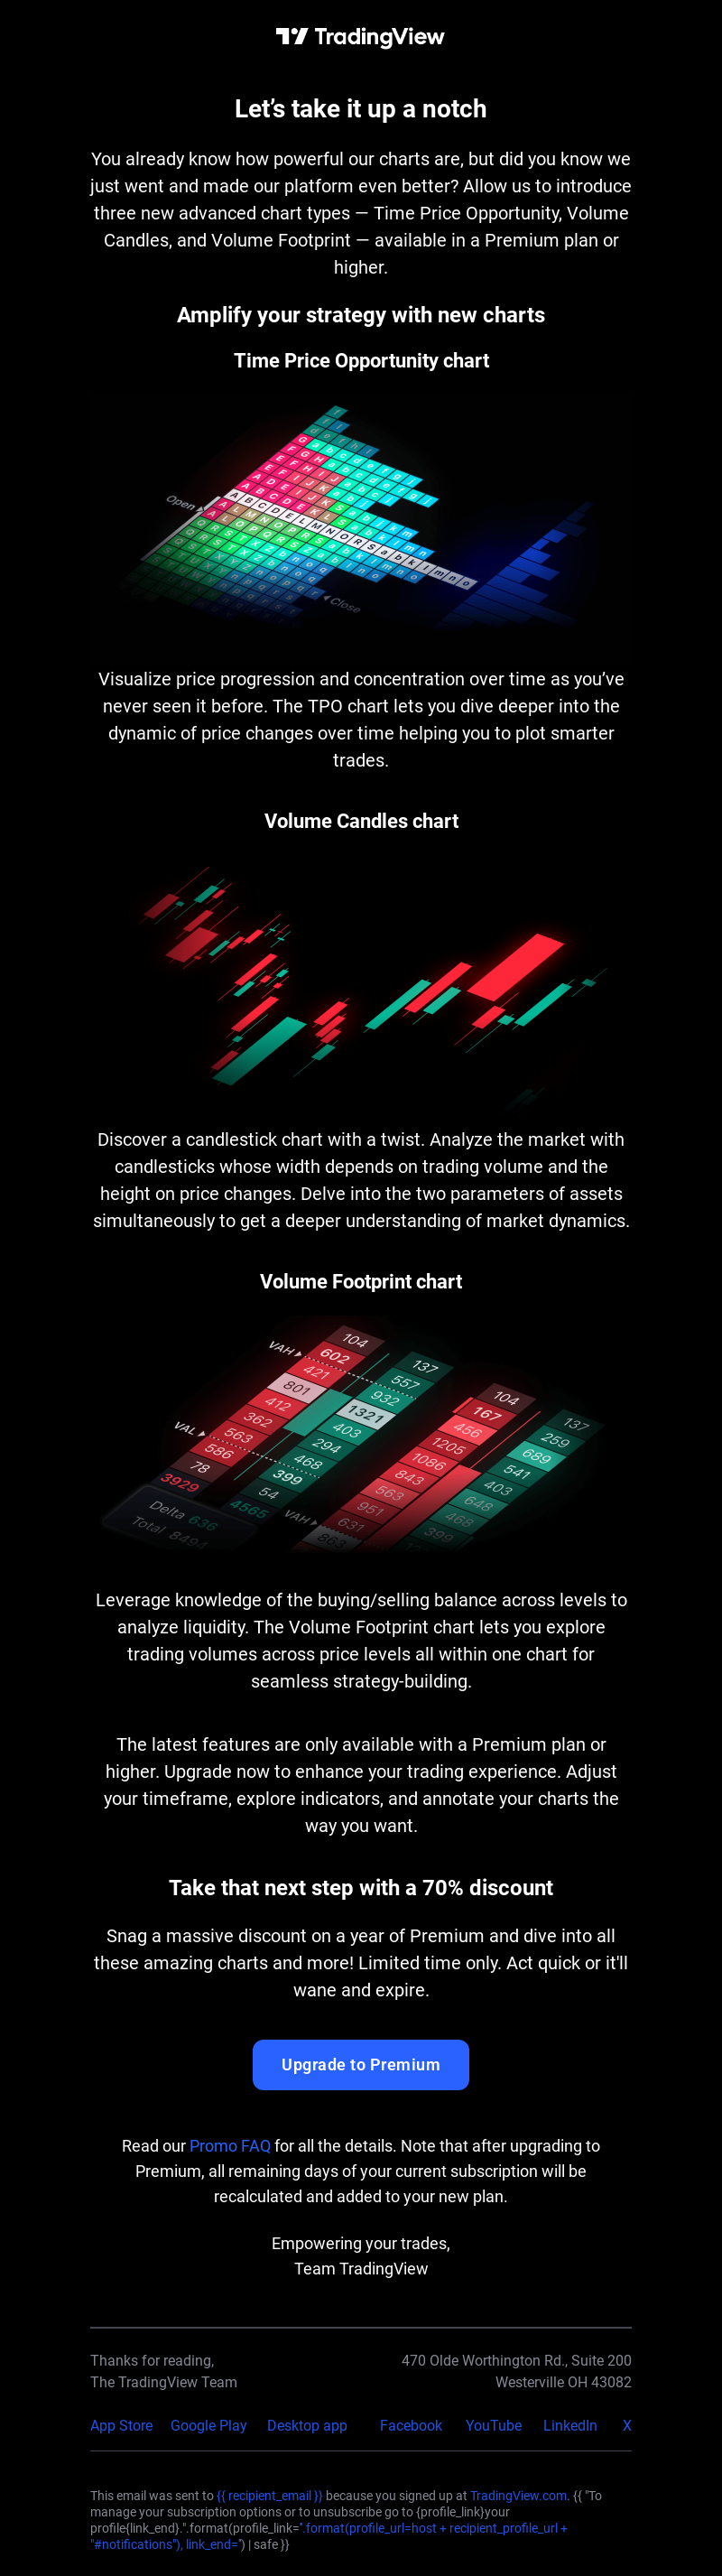 TradingView
Let’s take it up a notch
You already know how powerful our charts are, but did you know we
just went and made our platform even better? Allow us to introduce
three new advanced chart types — Time Price Opportunity, Volume
Candles, and Volume Footprint — available in a Premium plan or
higher.
Amplify your strategy with new charts
Time Price Opportunity chart
Open
A B C D E L M N O R S a b k l m n o
Close
Visualize price progression and concentration over time as you’ve
never seen it before. The TPO chart lets you dive deeper into the
dynamic of price changes over time helping you to plot smarter
trades.
Volume Candles chart
Discover a candlestick chart with a twist. Analyze the market with
candlesticks whose width depends on trading volume and the
height on price changes. Delve into the two parameters of assets
simultaneously to get a deeper understanding of market dynamics.
Volume Footprint chart
104 137
VAH 602 557
421 932
801 1321
412 403
362 294
VAL 563 468
586 399
78 54
3929 4565
Delta 636
Total 8494
104 137
167 259
456 689
1205 541
1086 403
843 648
563 468
951 399
VAH 631
863
Leverage knowledge of the buying/selling balance across levels to
analyze liquidity. The Volume Footprint chart lets you explore
trading volumes across price levels all within one chart for
seamless strategy-building.
The latest features are only available with a Premium plan or
higher. Upgrade now to enhance your trading experience. Adjust
your timeframe, explore indicators, and annotate your charts the
way you want.
Take that next step with a 70% discount
Snag a massive discount on a year of Premium and dive into all
these amazing charts and more! Limited time only. Act quick or it'll
wane and expire.
Upgrade to Premium
Read our Promo FAQ for all the details. Note that after upgrading to
Premium, all remaining days of your current subscription will be
recalculated and added to your new plan.
Empowering your trades,
Team TradingView
Thanks for reading,
The TradingView Team
470 Olde Worthington Rd., Suite 200
Westerville OH 43082
App Store Google Play Desktop app Facebook YouTube LinkedIn X
This email was sent to {{ recipient_email }} because you signed up at TradingView.com. {{ "To
manage your subscription options or to unsubscribe go to {profile_link}your
profile{link_end}.".format(profile_link='.format(profile_url=host + recipient_profile_url +
"#notifications"), link_end='') | safe }}